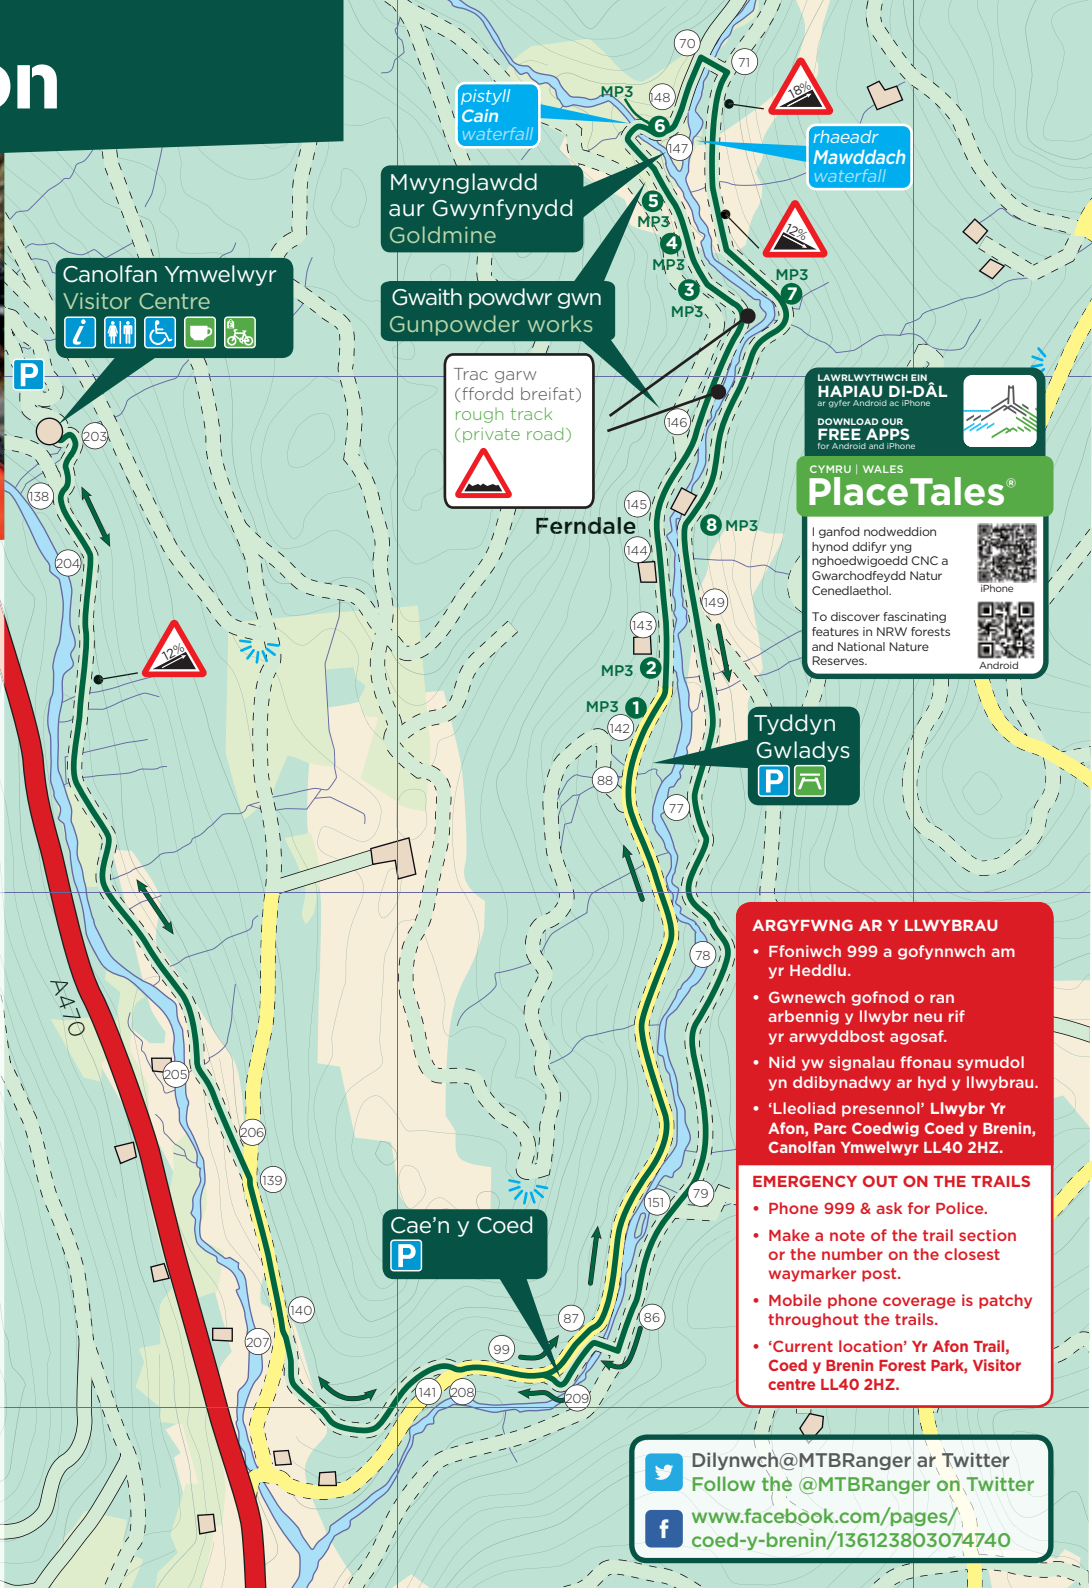 on
70
71
18%
MP3
148
pistyll
Cain
waterfall
6
147
rhaeadr
Mawddach
waterfall
Mwynglawdd
aur Gwynfynydd
Goldmine
5
MP3
4
MP3
12%
MP3
7
3
MP3
Canolfan Ymwelwyr
Visitor Centre
i
P
Gwaith powdwr gwn
Gunpowder works
Trac garw
(ffordd breifat)
rough track
(private road)
146
203
138
204
145
Ferndale
144
8 MP3
149
143
MP3 2
MP3 1
142
12%
LAWRLWYTHWCH EIN
HAPIAU DI-DÂL
ar gyfer Android ac iPhone
DOWNLOAD OUR
FREE APPS
for Android and iPhone
CYMRU | WALES
PlaceTales®
I ganfod nodweddion
hynod ddifyr yng
nghoedwigoedd CNC a
Gwarchodfeydd Natur
Cenedlaethol.
iPhone
To discover fascinating
features in NRW forests
and National Nature
Reserves.
Android
Tyddyn
Gwladys
P
88
77
78
A470
205
206
139
151
79
Cae'n y Coed
P
140
207
87
86
99
141
208
209
ARGYFWNG AR Y LLWYBRAU
• Ffoniwch 999 a gofynnwch am
yr Heddlu.
• Gwnewch gofnod o ran
arbennig y llwybr neu rif
yr arwyddbost agosaf.
• Nid yw signalau ffonau symudol
yn ddibynadwy ar hyd y llwybrau.
• ‘Lleoliad presennol’ Llwybr Yr
Afon, Parc Coedwig Coed y Brenin,
Canolfan Ymwelwyr LL40 2HZ.
EMERGENCY OUT ON THE TRAILS
• Phone 999 & ask for Police.
• Make a note of the trail section
or the number on the closest
waymarker post.
• Mobile phone coverage is patchy
throughout the trails.
• ‘Current location’ Yr Afon Trail,
Coed y Brenin Forest Park, Visitor
centre LL40 2HZ.
Dilynwch@MTBRanger ar Twitter
Follow the @MTBRanger on Twitter
f
www.facebook.com/pages/
coed-y-brenin/136123803074740